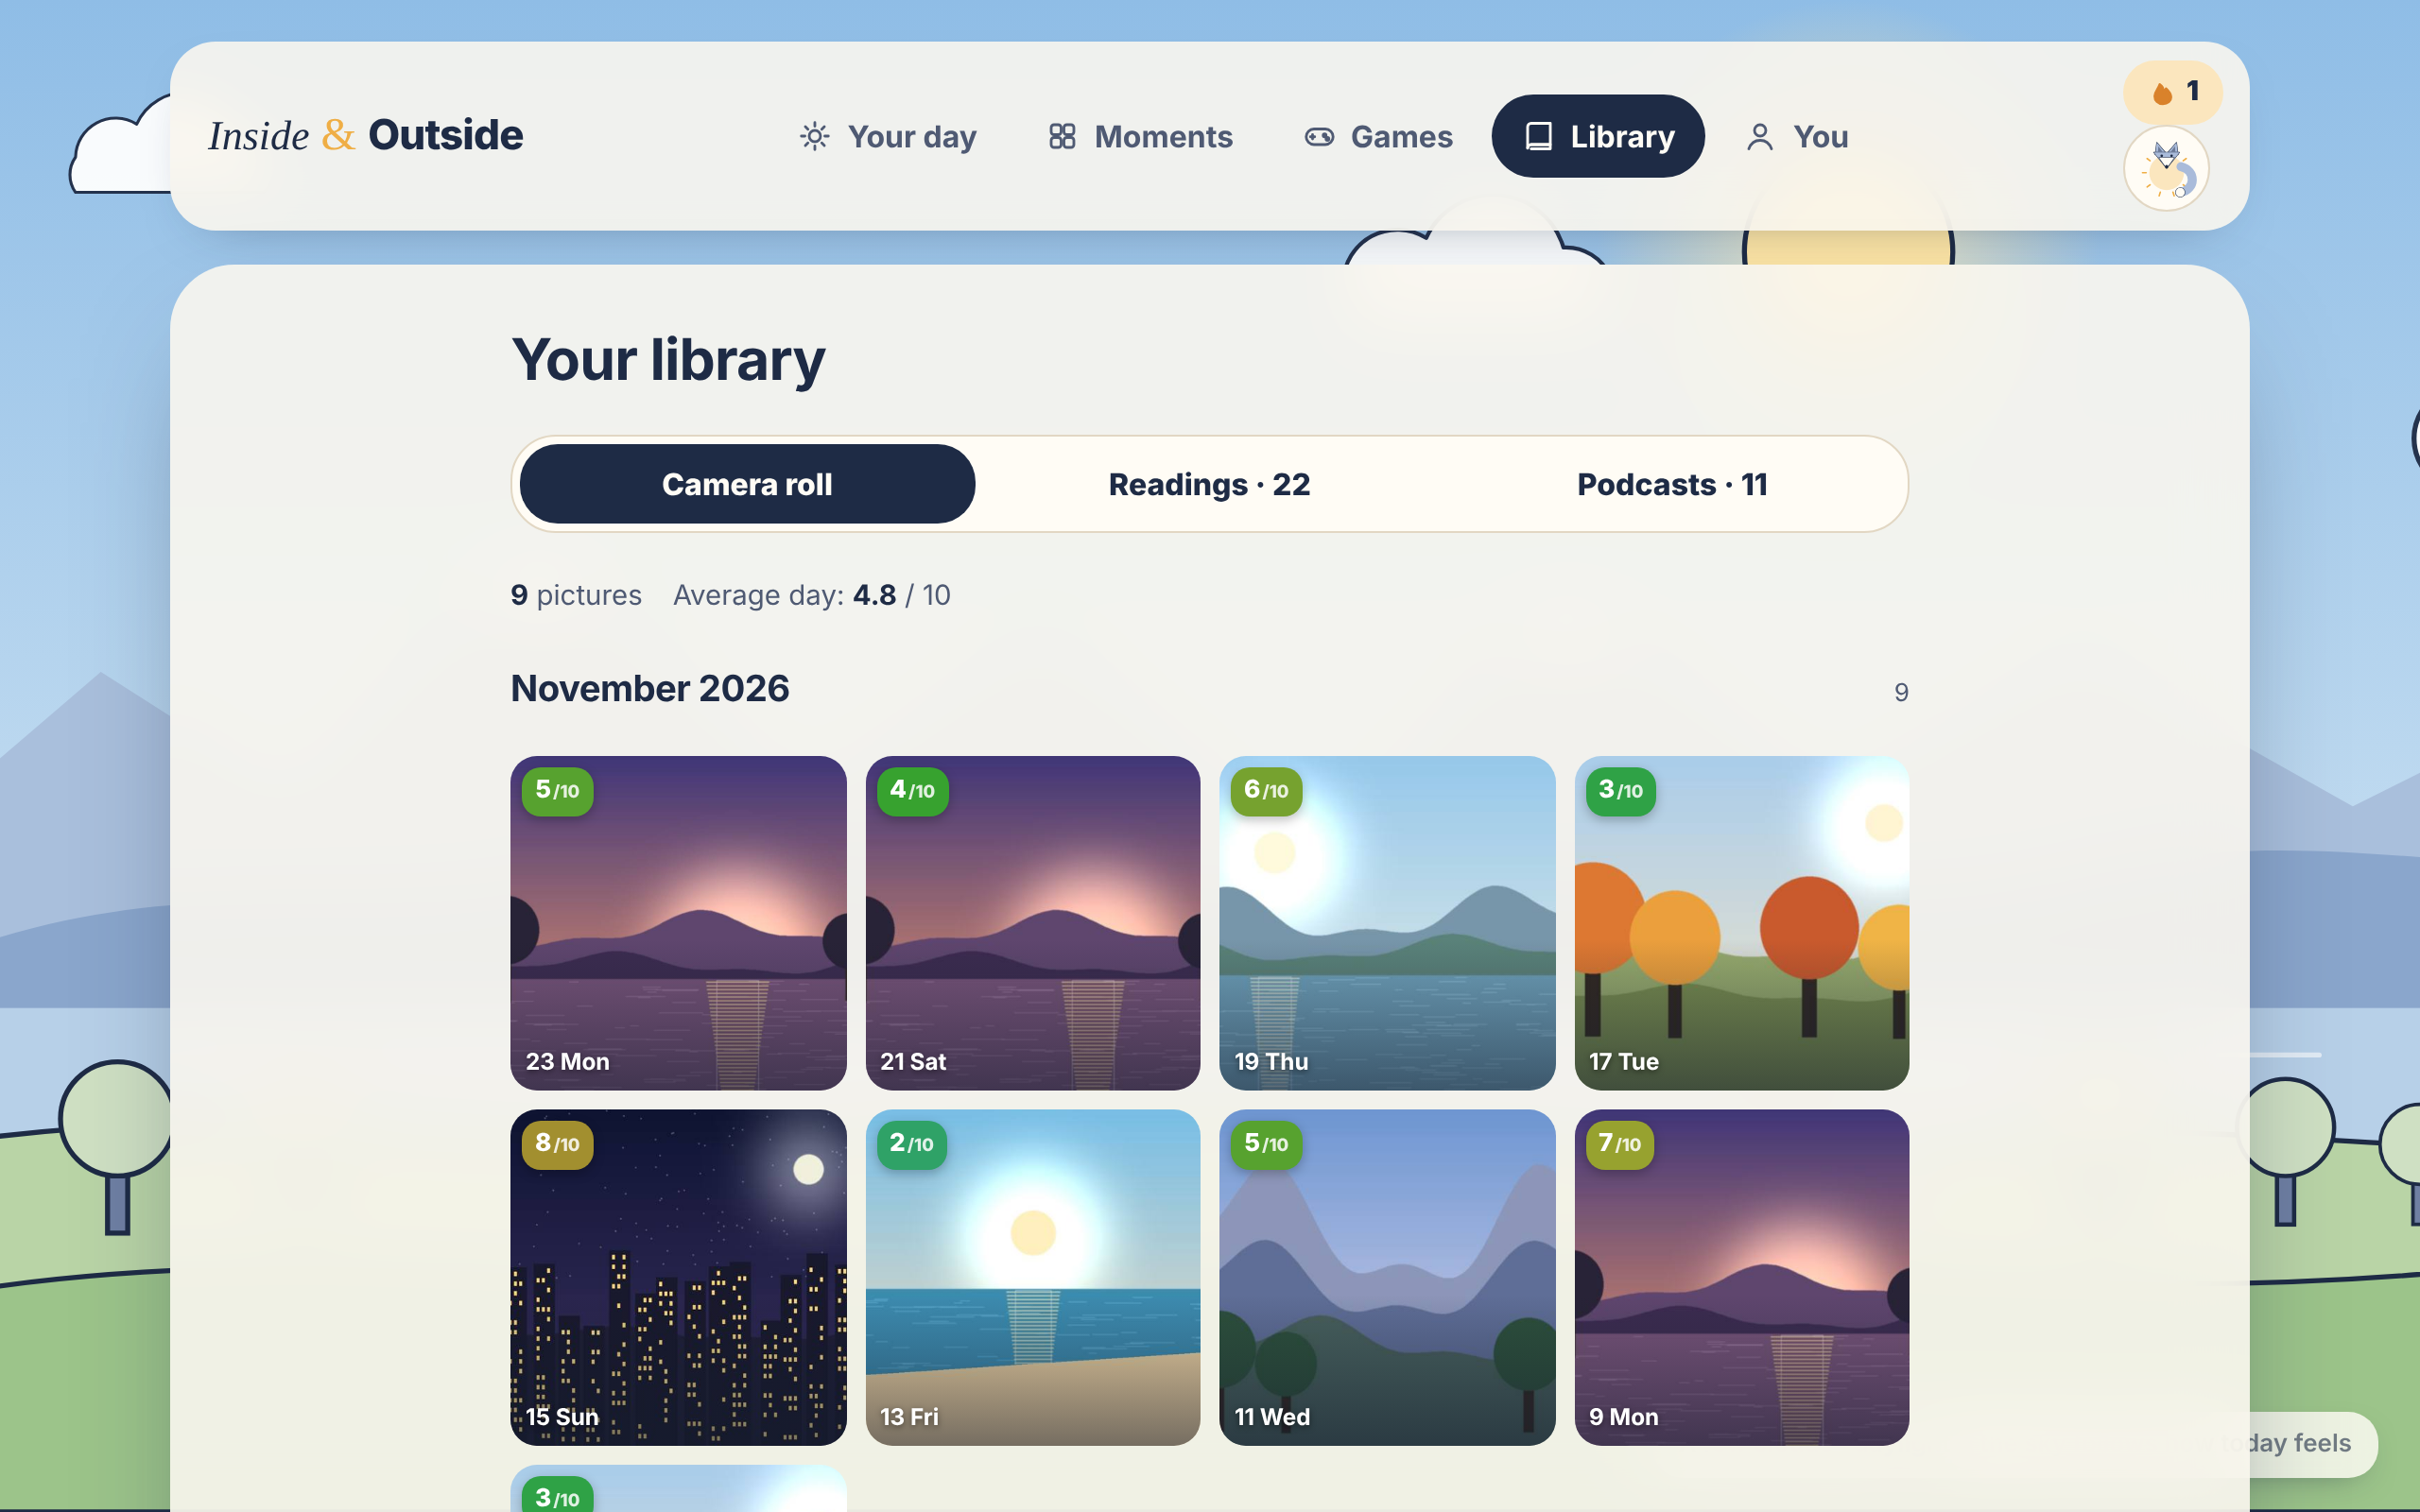 Inside & Outside
Your day
Moments
Games
Library
You
1
Your library
Camera roll
Readings · 22
Podcasts · 11
9 pictures Average day: 4.8 / 10
November 2026
9
5/10
4/10
6/10
3/10
23 Mon
21 Sat
19 Thu
17 Tue
8/10
2/10
5/10
7/10
15 Sun
13 Fri
11 Wed
9 Mon
3/10
today feels